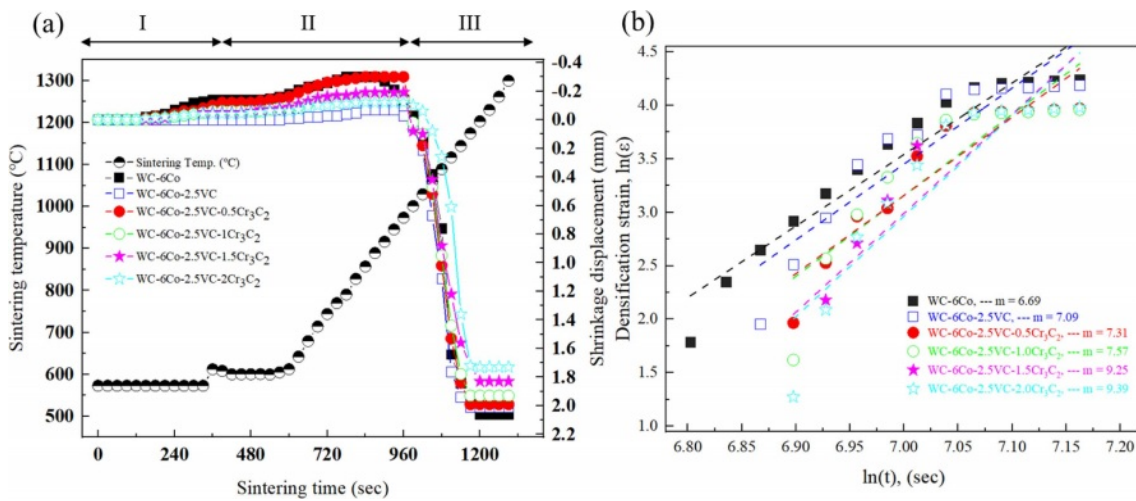 (a)
I II III
1300
1200
1100
1000
900
800
700
600
500
Sintering temperature (°C)
-0.4
-0.2
0.0
0.2
0.4
0.6
0.8
1.0
1.2
1.4
1.6
1.8
2.0
2.2
Shrinkage displacement (mm)
Sintering Temp. (°C)
WC-6Co
WC-6Co-2.5VC
WC-6Co-2.5VC-0.5Cr₃C₂
WC-6Co-2.5VC-1Cr₃C₂
WC-6Co-2.5VC-1.5Cr₃C₂
WC-6Co-2.5VC-2Cr₃C₂
0 240 480 720 960 1200
Sintering time (sec)
(b)
4.5
4.0
3.5
3.0
2.5
2.0
1.5
1.0
Densification strain, ln(ε)
WC-6Co, --- m = 6.69
WC-6Co-2.5VC, --- m = 7.09
WC-6Co-2.5VC-0.5Cr₃C₂, --- m = 7.31
WC-6Co-2.5VC-1.0Cr₃C₂, --- m = 7.57
WC-6Co-2.5VC-1.5Cr₃C₂, --- m = 9.25
WC-6Co-2.5VC-2.0Cr₃C₂, --- m = 9.39
6.80 6.85 6.90 6.95 7.00 7.05 7.10 7.15 7.20
ln(t), (sec)